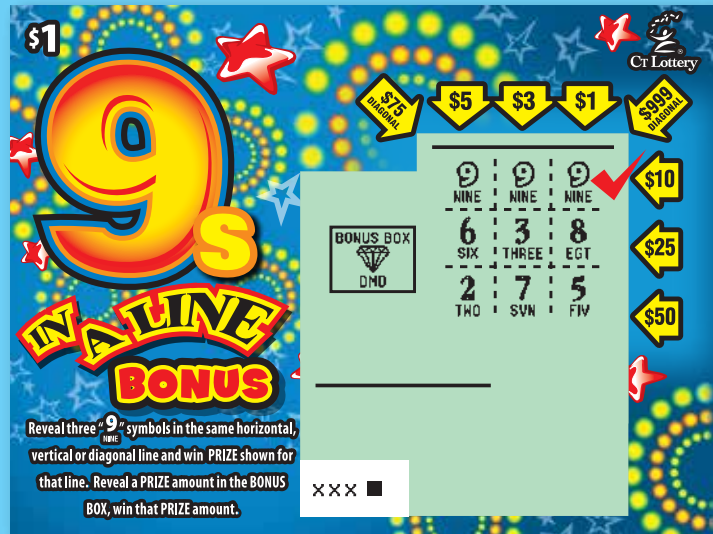 $1
CT Lottery
$75
DIAGONAL
$5
$3
$1
$999
DIAGONAL
9 9 9
NINE NINE NINE
$10
6 3 8
SIX THREE EGT
$25
2 7 5
TWO SVN FIV
$50
BONUS BOX
DMD
9s
IN A LINE
BONUS
Reveal three "9 NINE" symbols in the same horizontal,
vertical or diagonal line and win PRIZE shown for
that line. Reveal a PRIZE amount in the BONUS
BOX, win that PRIZE amount.
xxx